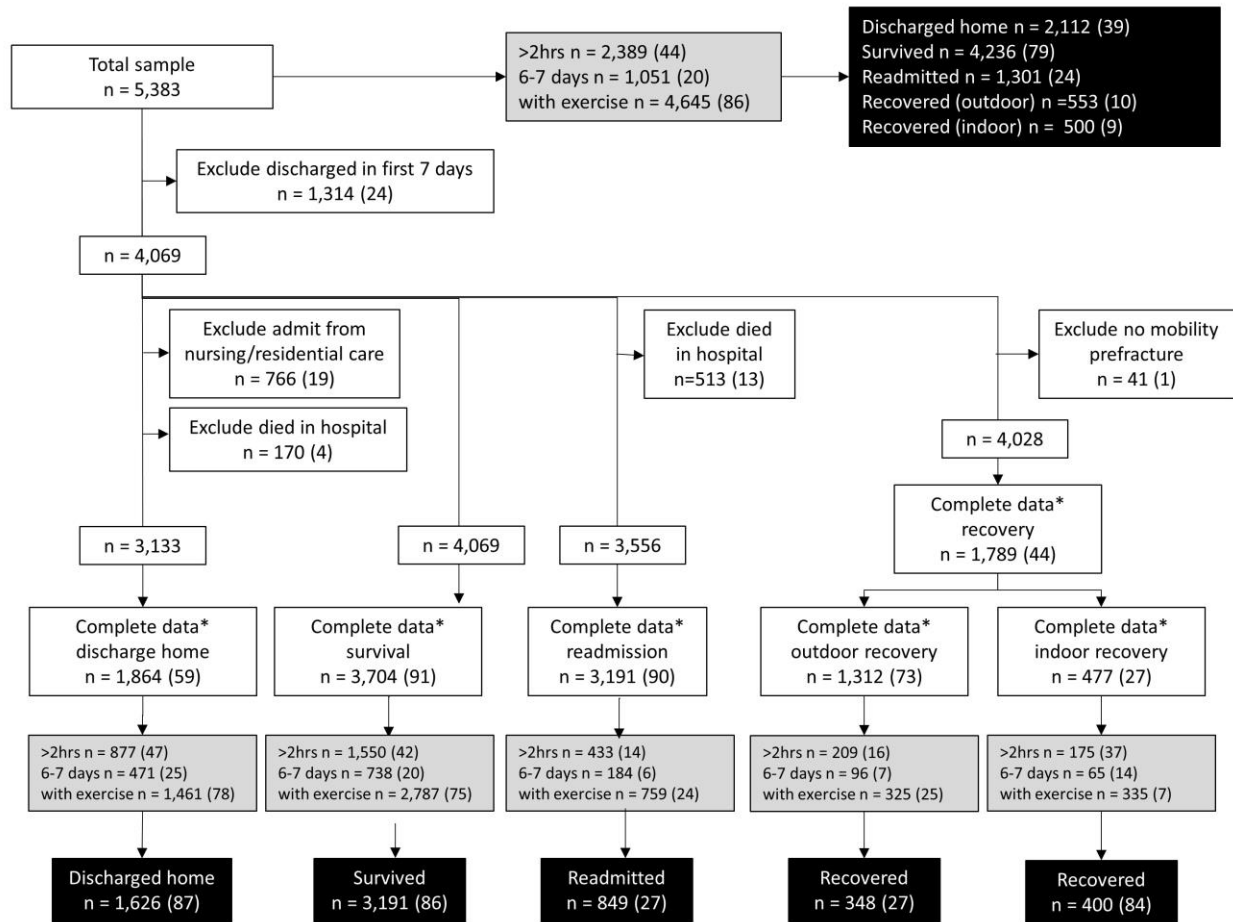 Total sample
n = 5,383
>2hrs n = 2,389 (44)
6-7 days n = 1,051 (20)
with exercise n = 4,645 (86)
Discharged home n = 2,112 (39)
Survived n = 4,236 (79)
Readmitted n = 1,301 (24)
Recovered (outdoor) n =553 (10)
Recovered (indoor) n = 500 (9)
Exclude discharged in first 7 days
n = 1,314 (24)
n = 4,069
Exclude admit from
nursing/residential care
n = 766 (19)
Exclude died in hospital
n = 170 (4)
Exclude died
in hospital
n=513 (13)
Exclude no mobility
prefracture
n = 41 (1)
n = 4,028
Complete data*
recovery
n = 1,789 (44)
n = 3,133
n = 4,069
n = 3,556
Complete data*
discharge home
n = 1,864 (59)
Complete data*
survival
n = 3,704 (91)
Complete data*
readmission
n = 3,191 (90)
Complete data*
outdoor recovery
n = 1,312 (73)
Complete data*
indoor recovery
n = 477 (27)
>2hrs n = 877 (47)
6-7 days n = 471 (25)
with exercise n = 1,461 (78)
>2hrs n = 1,550 (42)
6-7 days n = 738 (20)
with exercise n = 2,787 (75)
>2hrs n = 433 (14)
6-7 days n = 184 (6)
with exercise n = 759 (24)
>2hrs n = 209 (16)
6-7 days n = 96 (7)
with exercise n = 325 (25)
>2hrs n = 175 (37)
6-7 days n = 65 (14)
with exercise n = 335 (7)
Discharged home
n = 1,626 (87)
Survived
n = 3,191 (86)
Readmitted
n = 849 (27)
Recovered
n = 348 (27)
Recovered
n = 400 (84)